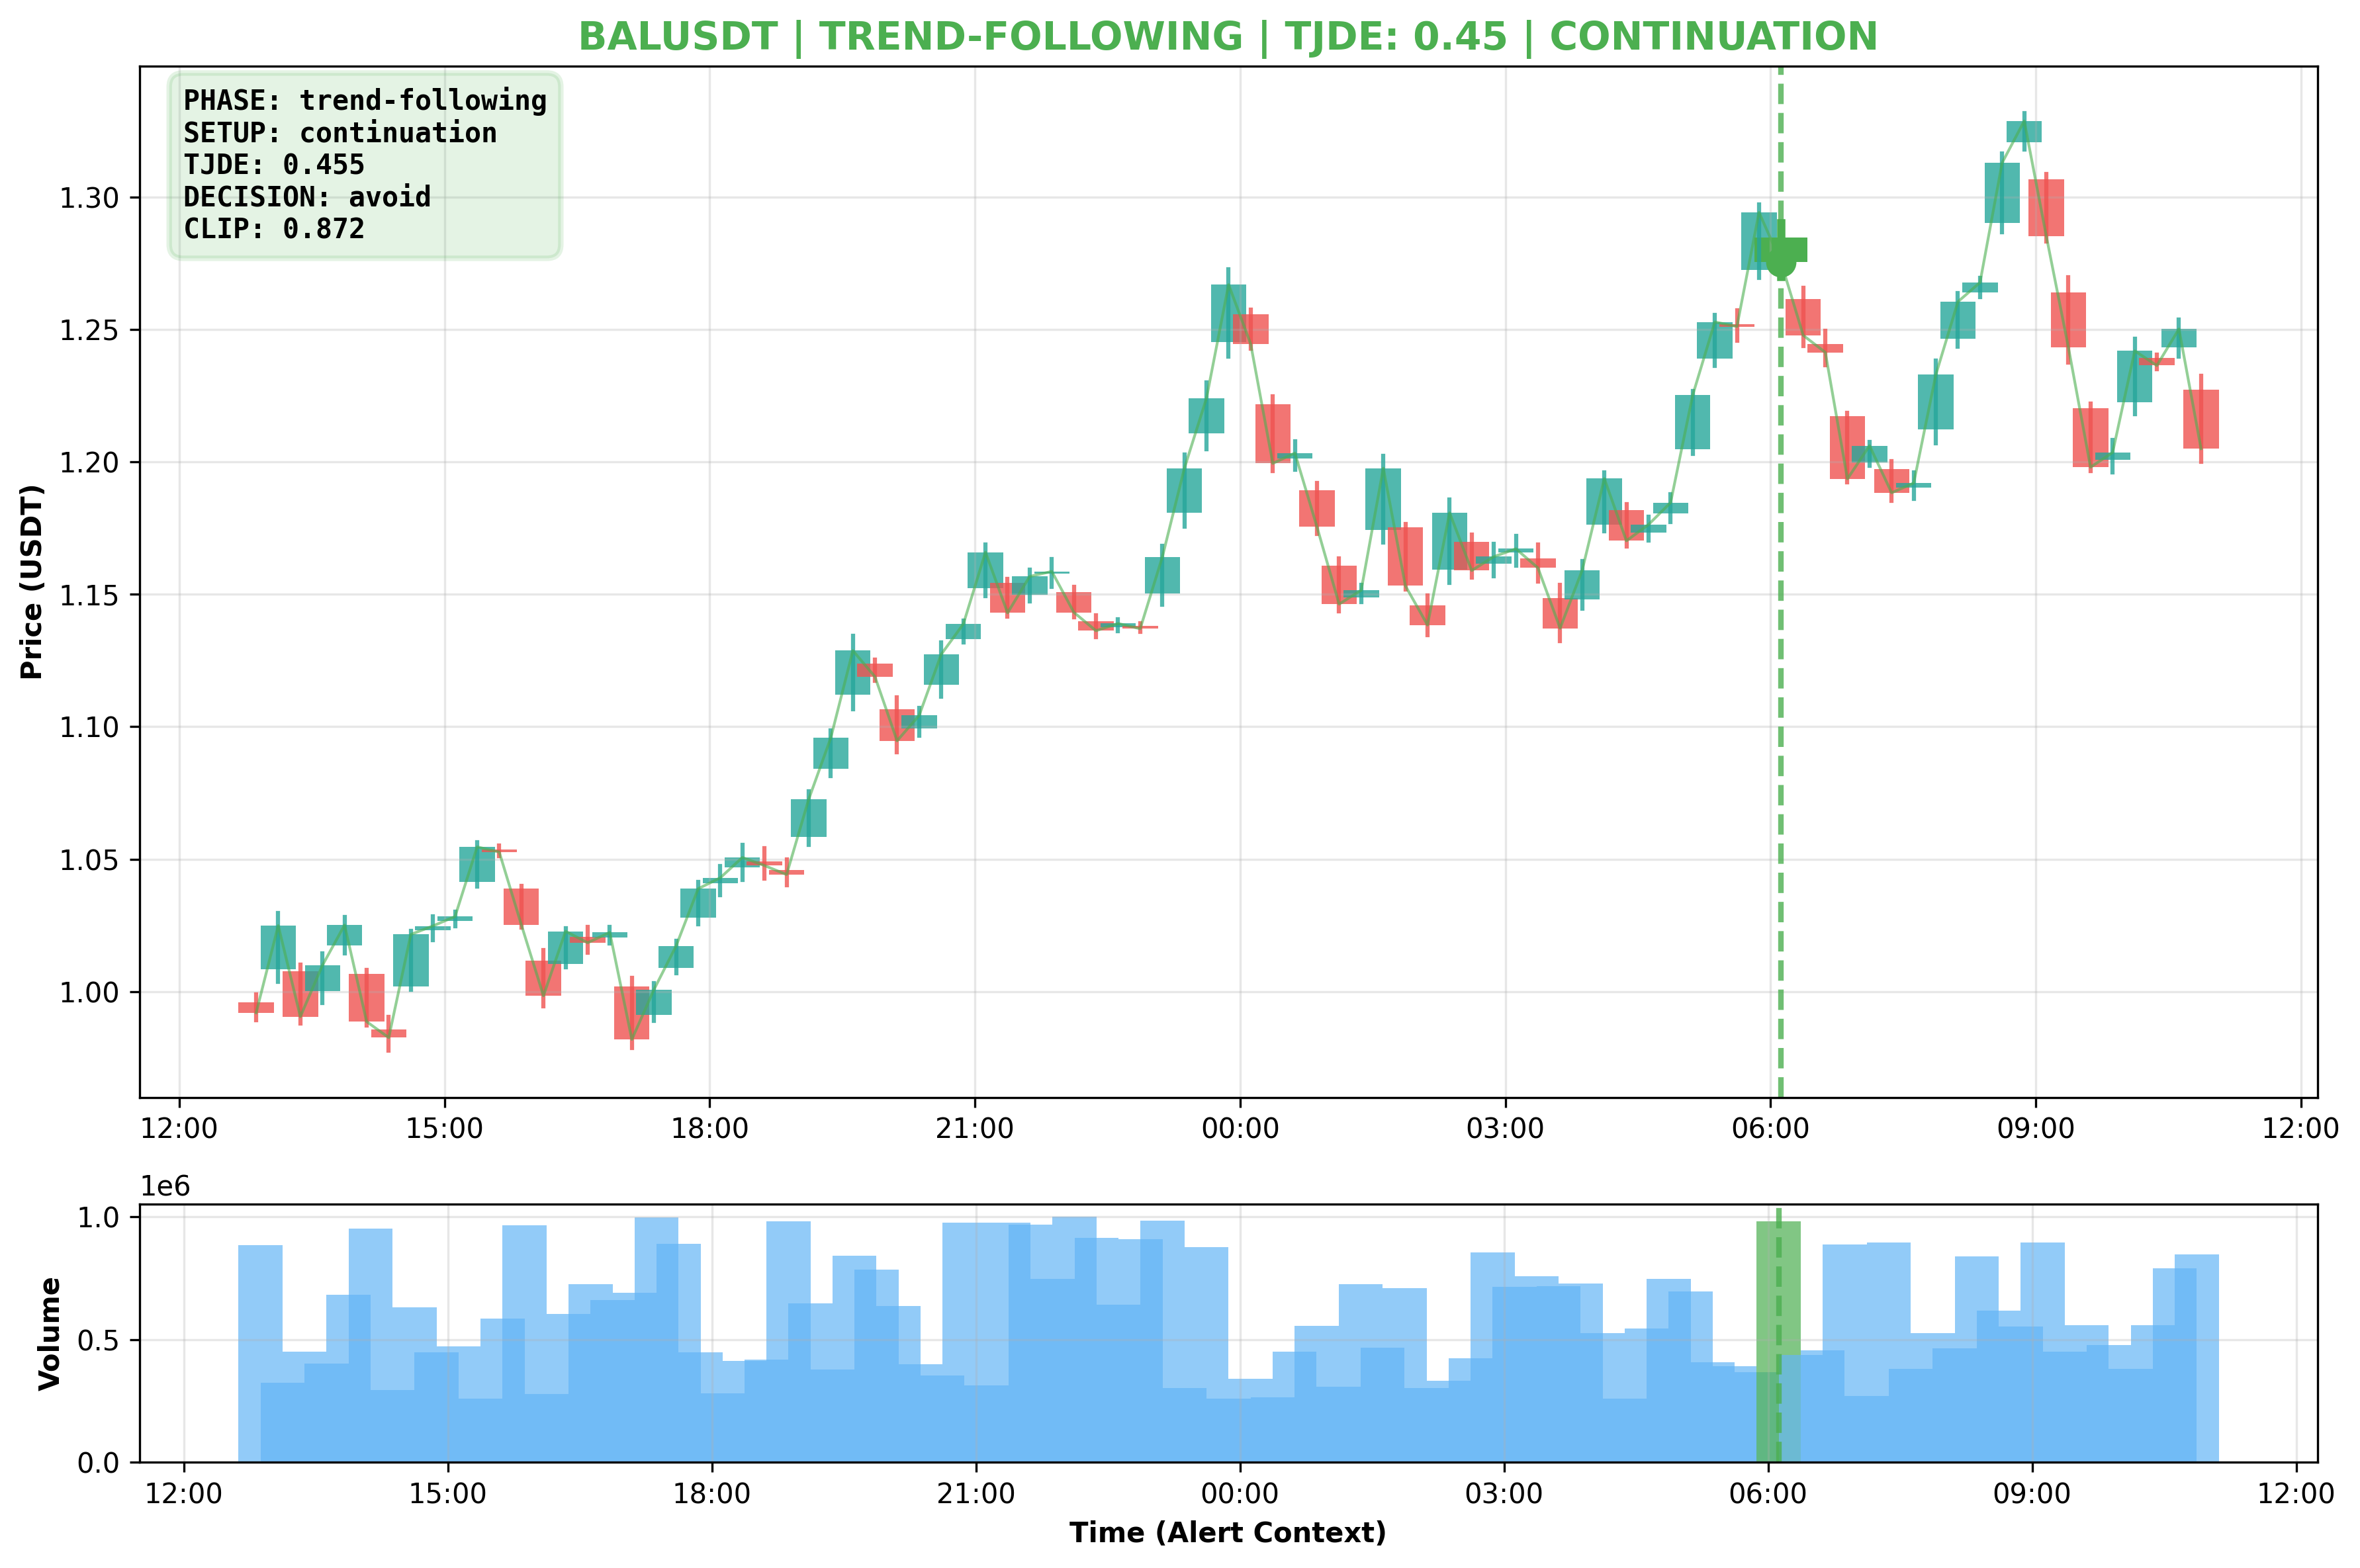 BALUSDT | TREND-FOLLOWING | TJDE: 0.45 | CONTINUATION
PHASE: trend-following
SETUP: continuation
TJDE: 0.455
DECISION: avoid
CLIP: 0.872
Price (USDT)
1.30
1.25
1.20
1.15
1.10
1.05
1.00
12:00 15:00 18:00 21:00 00:00 03:00 06:00 09:00 12:00
1e6
Volume
1.0
0.5
0.0
12:00 15:00 18:00 21:00 00:00 03:00 06:00 09:00 12:00
Time (Alert Context)